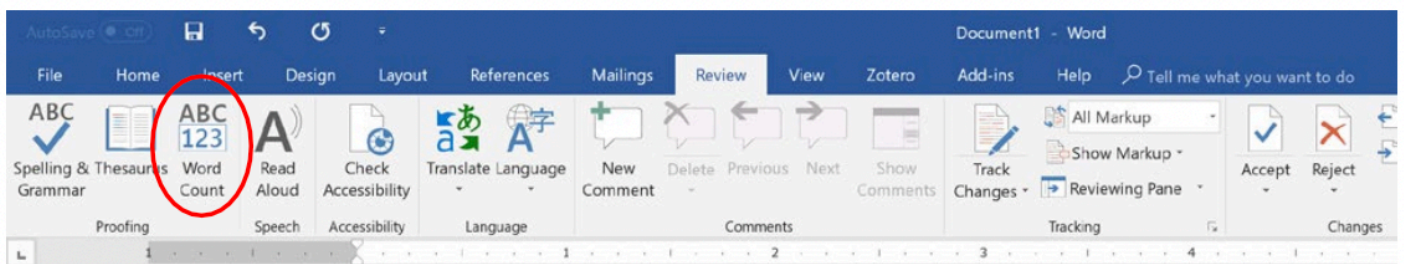 AutoSave Off Document1 - Word
File Home Insert Design Layout References Mailings Review View Zotero Add-ins Help Tell me what you want to do
ABC
Spelling & Grammar
Thesaurus
ABC
123
Word Count
A
Read Aloud
Check Accessibility
あ
a
Translate
字
A
Language
New Comment
Delete
Previous
Next
Show Comments
Track Changes
All Markup
Show Markup
Reviewing Pane
Accept
Reject
Proofing Speech Accessibility Language Comments Tracking Changes
L 1 1 2 3 4